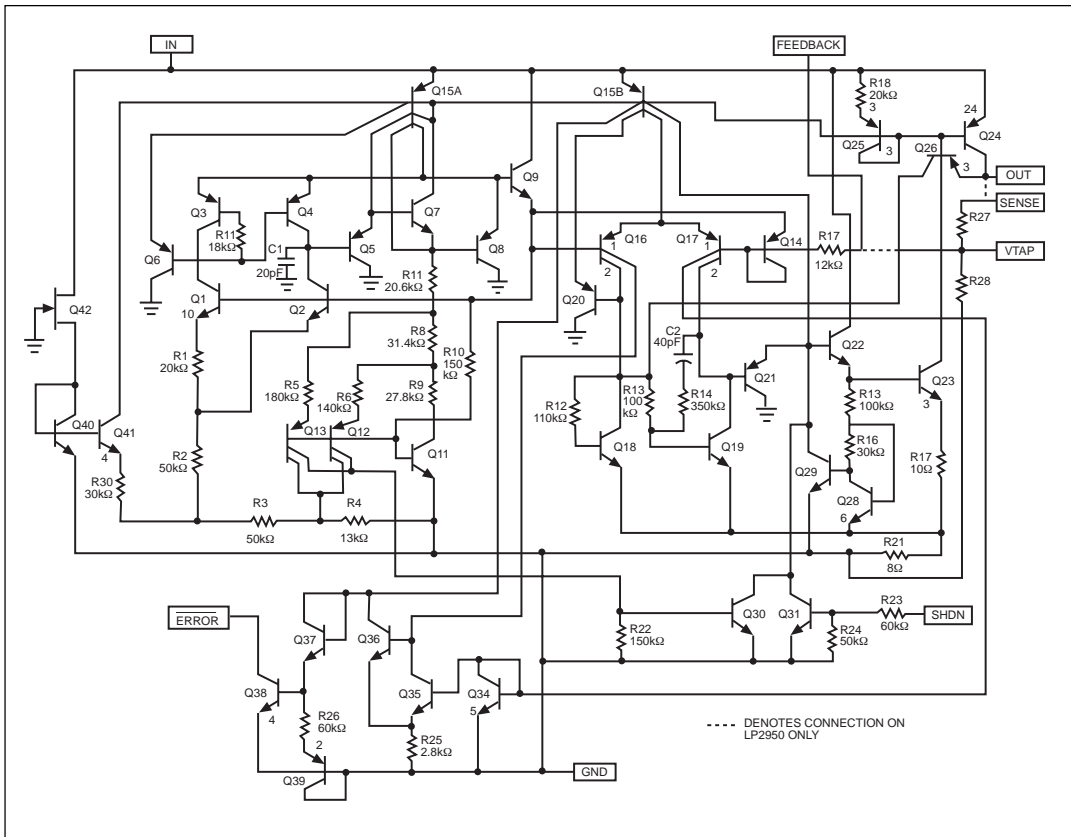 IN
FEEDBACK
Q15A
Q15B
R18
20kΩ
3
24
Q25
3
Q24
Q26
3
OUT
SENSE
Q9
Q3
R11
18kΩ
Q4
Q7
Q6
C1
20pF
Q5
Q8
Q16
1
2
Q17
1
2
Q14
R17
12kΩ
R27
VTAP
R28
Q42
Q1
10
Q2
R11
20.6kΩ
Q20
C2
40pF
Q22
R1
20kΩ
R8
31.4kΩ
R10
150
kΩ
Q21
Q23
3
R5
180kΩ
R6
140kΩ
R9
27.8kΩ
R12
110kΩ
R13
100
kΩ
R14
350kΩ
R13
100kΩ
Q40
Q41
4
Q13
Q12
Q11
Q18
Q19
R16
30kΩ
R17
10Ω
R2
50kΩ
Q29
Q28
6
R30
30kΩ
R3
50kΩ
R4
13kΩ
R21
8Ω
ERROR
Q37
Q36
Q30
Q31
R23
60kΩ
SHDN
R22
150kΩ
R24
50kΩ
Q38
4
Q35
Q34
5
R26
60kΩ
2
Q39
R25
2.8kΩ
GND
DENOTES CONNECTION ON
LP2950 ONLY